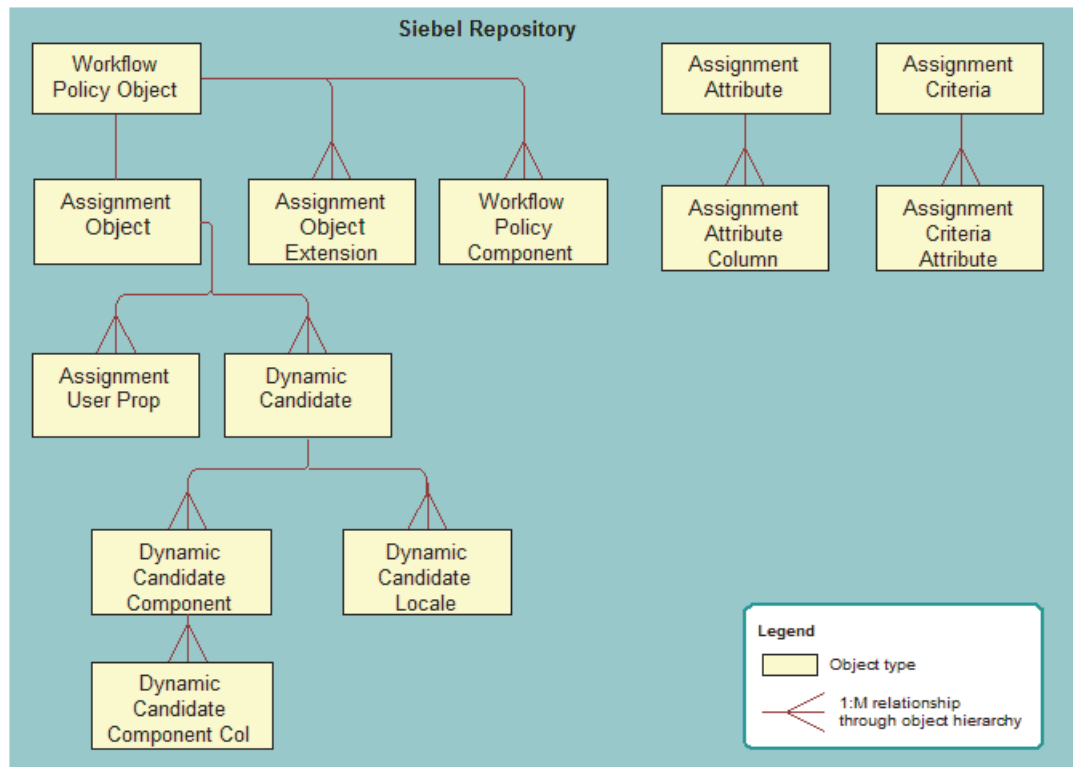 Siebel Repository
Workflow
Policy Object
Assignment
Attribute
Assignment
Criteria
Assignment
Object
Assignment
Object
Extension
Workflow
Policy
Component
Assignment
Attribute
Column
Assignment
Criteria
Attribute
Assignment
User Prop
Dynamic
Candidate
Dynamic
Candidate
Component
Dynamic
Candidate
Locale
Dynamic
Candidate
Component Col
Legend
Object type
1:M relationship
through object hierarchy